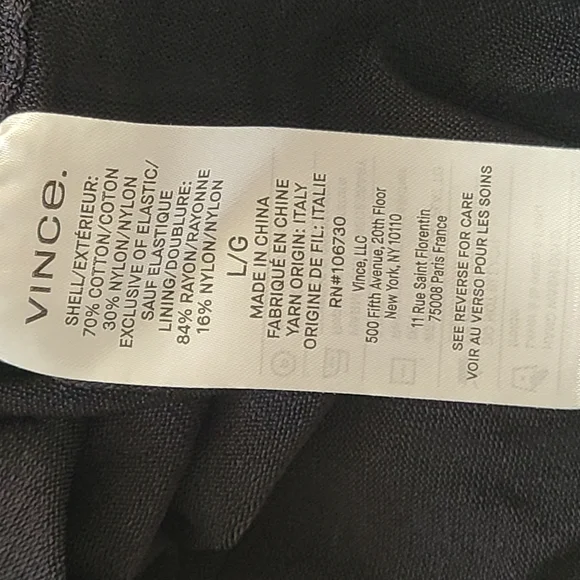 VINCE.
SHELL/EXTÉRIEUR:
70% COTTON/COTON
30% NYLON/NYLON
EXCLUSIVE OF ELASTIC/
SAUF ELASTIQUE
LINING/DOUBLURE:
84% RAYON/RAYONNE
16% NYLON/NYLON
L/G
MADE IN CHINA
FABRIQUÉ EN CHINE
YARN ORIGIN: ITALY
ORIGINE DE FIL: ITALIE
RN#106730
Vince, LLC
500 Fifth Avenue, 20th Floor
New York, NY 10110
11 Rue Saint Florentin
75008 Paris France
SEE REVERSE FOR CARE
VOIR AU VERSO POUR LES SOINS